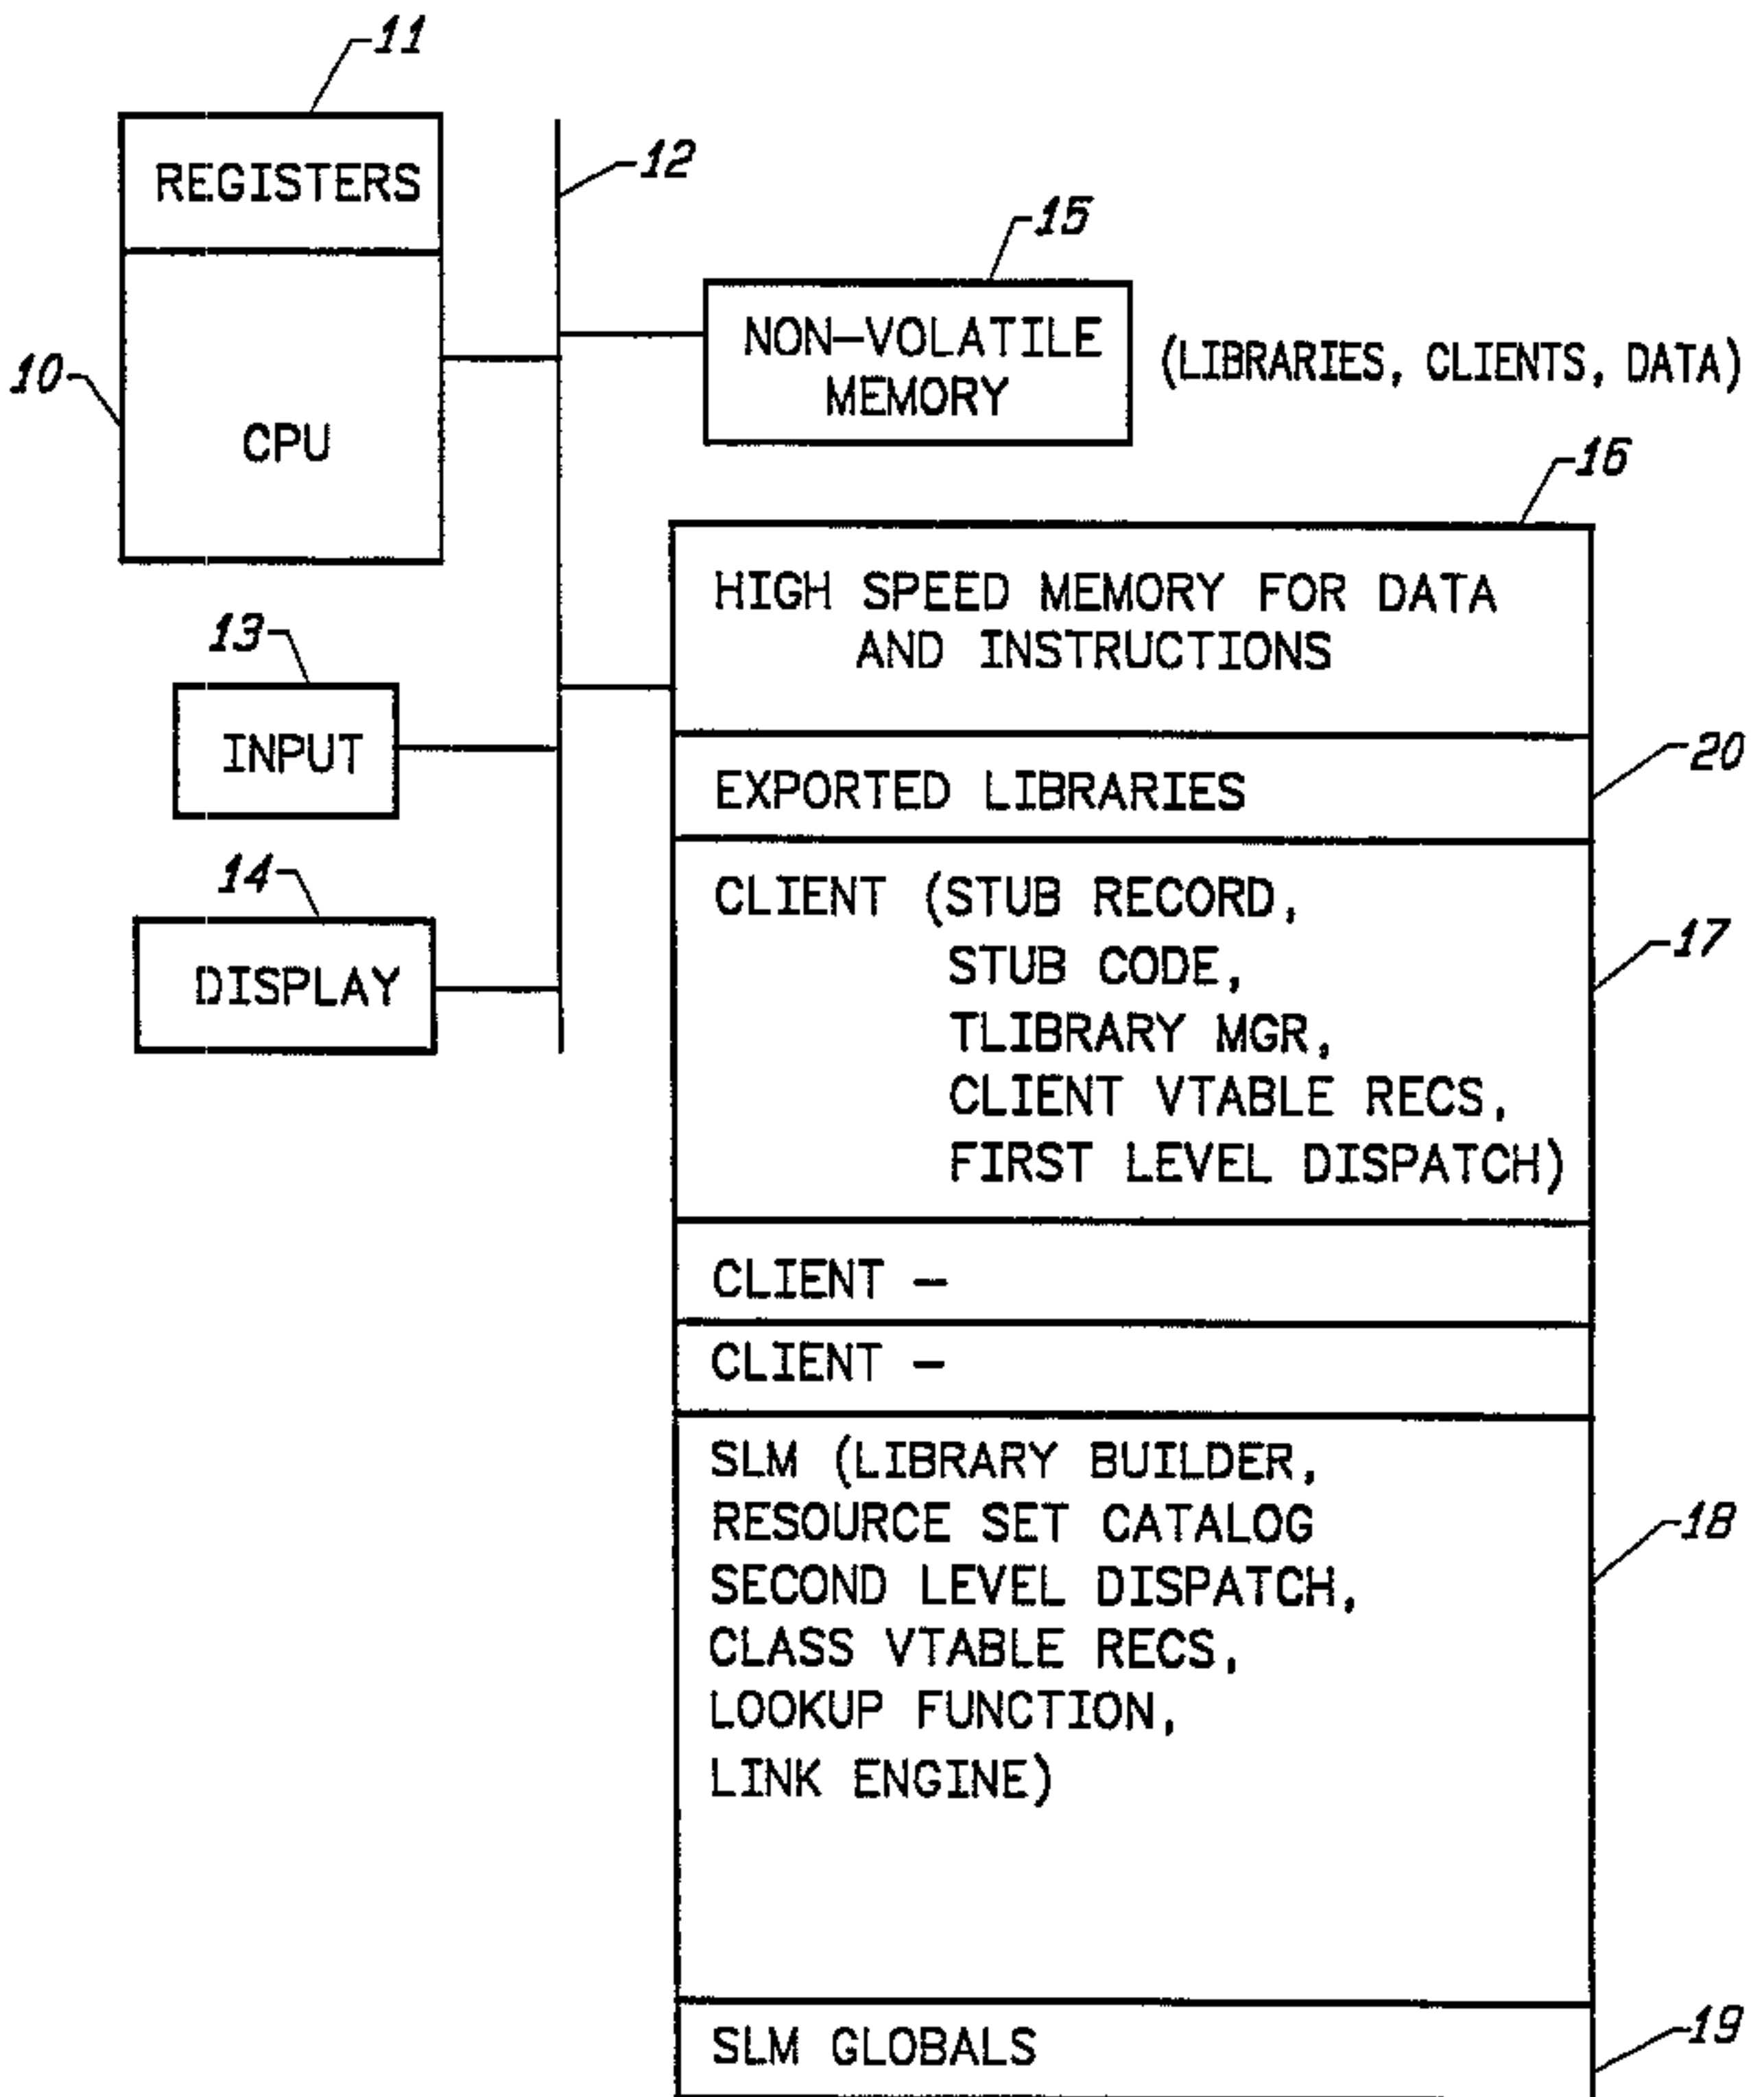 11
REGISTERS
12
15
NON-VOLATILE
MEMORY
(LIBRARIES, CLIENTS, DATA)
10
CPU
16
HIGH SPEED MEMORY FOR DATA
AND INSTRUCTIONS
13
INPUT
20
EXPORTED LIBRARIES
14
DISPLAY
CLIENT (STUB RECORD,
STUB CODE,
TLIBRARY MGR,
CLIENT VTABLE RECS,
FIRST LEVEL DISPATCH)
17
CLIENT –
CLIENT –
SLM (LIBRARY BUILDER,
RESOURCE SET CATALOG
SECOND LEVEL DISPATCH,
CLASS VTABLE RECS,
LOOKUP FUNCTION,
LINK ENGINE)
18
SLM GLOBALS
19